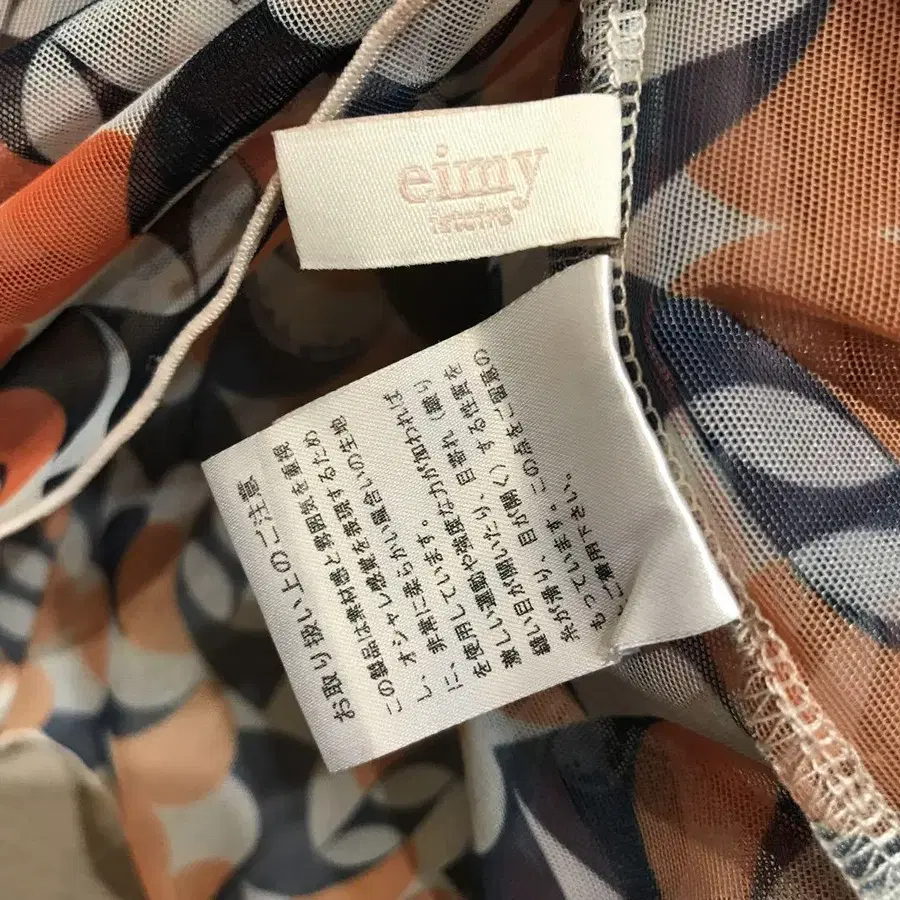 eimy
istoire
お取り扱い上のご注意
この製品は素材感と雰囲気を重視
し、オシャレ感覚を表現するため
に、非常に柔らかい風合いの生地
を使用しています。
激しい運動や強度な力が加われば
縫い目が開いたり、目寄れ（織り
糸が滑り、目が開く）する性質を
もっています。この点をご留意の
ご着用下さい。